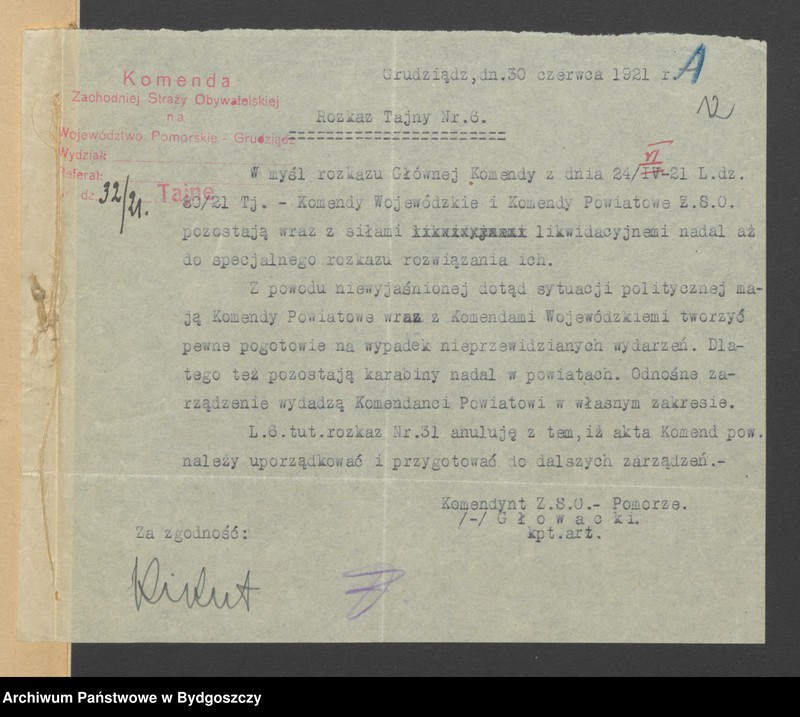 Grudziądz,dn.30 czerwca 1921 r. A
12
Komenda
Zachodniej Straży Obywatelskiej
na
Województwo Pomorskie - Grudziądz
Wydział:
Referat:
dz. 32/21. Tajne
Rozkaz Tajny Nr.6.
VI
W myśl rozkazu Głównej Komendy z dnia 24/IV-21 L.dz.
80/21 Tj. - Komendy Wojewódzkie i Komendy Powiatowe Z.S.O.
pozostają wraz z siłami likwidacyjnemi nadal aż
do specjalnego rozkazu rozwiązania ich.
Z powodu niewyjaśnionej dotąd sytuacji politycznej ma-
ją Komendy Powiatowe wraz z Komendami Wojewódzkiemi tworzyć
pewne pogotowie na wypadek nieprzewidzianych wydarzeń. Dla-
tego też pozostają karabiny nadal w powiatach. Odnośne za-
rządzenie wydadzą Komendanci Powiatowi w własnym zakresie.
L.6.tut.rozkaz Nr.31 anuluję z tem,iż akta Komend pow.
należy uporządkować i przygotować do dalszych zarządzeń.-
Komendynt Z.S.O.- Pomorze.
/-/ Głowacki.
kpt.art.
Za zgodność:
Kikut
Archiwum Państwowe w Bydgoszczy